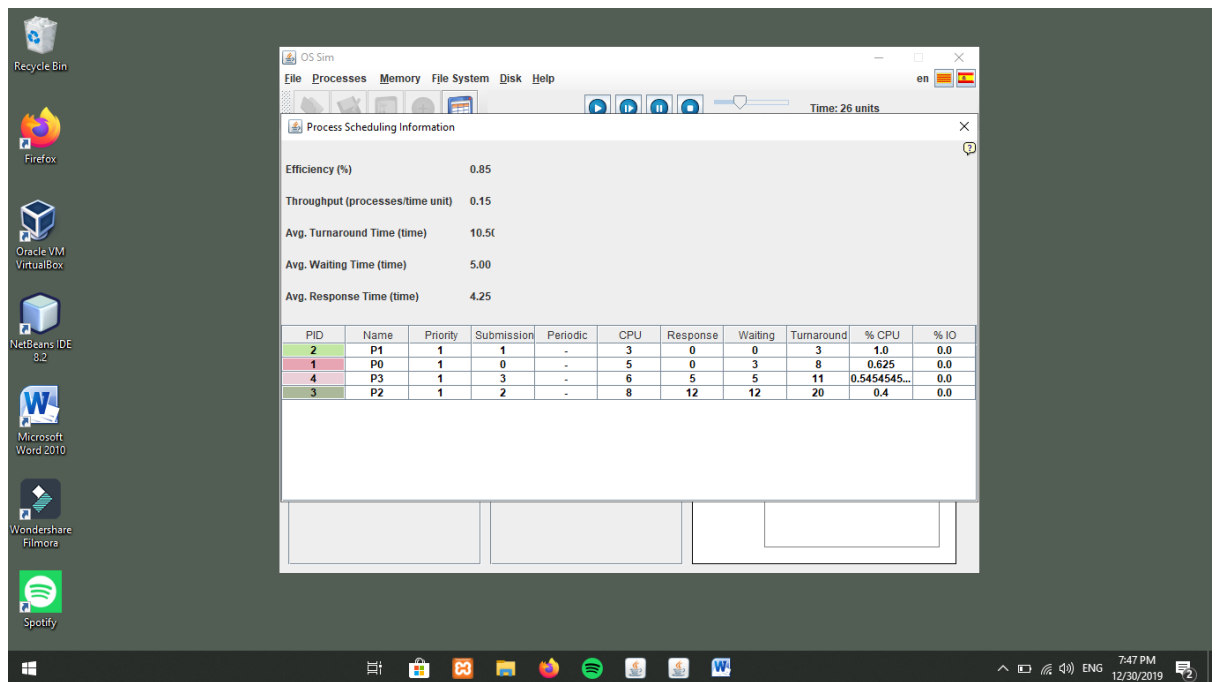 Recycle Bin
Firefox
Oracle VM
VirtualBox
NetBeans IDE
8.2
Microsoft
Word 2010
Wondershare
Filmora
Spotify
OS Sim
File Processes Memory File System Disk Help
en
Time: 26 units
Process Scheduling Information
Efficiency (%) 0.85
Throughput (processes/time unit) 0.15
Avg. Turnaround Time (time) 10.50
Avg. Waiting Time (time) 5.00
Avg. Response Time (time) 4.25
PID Name Priority Submission Periodic CPU Response Waiting Turnaround % CPU % IO
2 P1 1 1 - 3 0 0 3 1.0 0.0
1 P0 1 0 - 5 0 3 8 0.625 0.0
4 P3 1 3 - 6 5 5 11 0.5454545... 0.0
3 P2 1 2 - 8 12 12 20 0.4 0.0
ENG
7:47 PM
12/30/2019
2